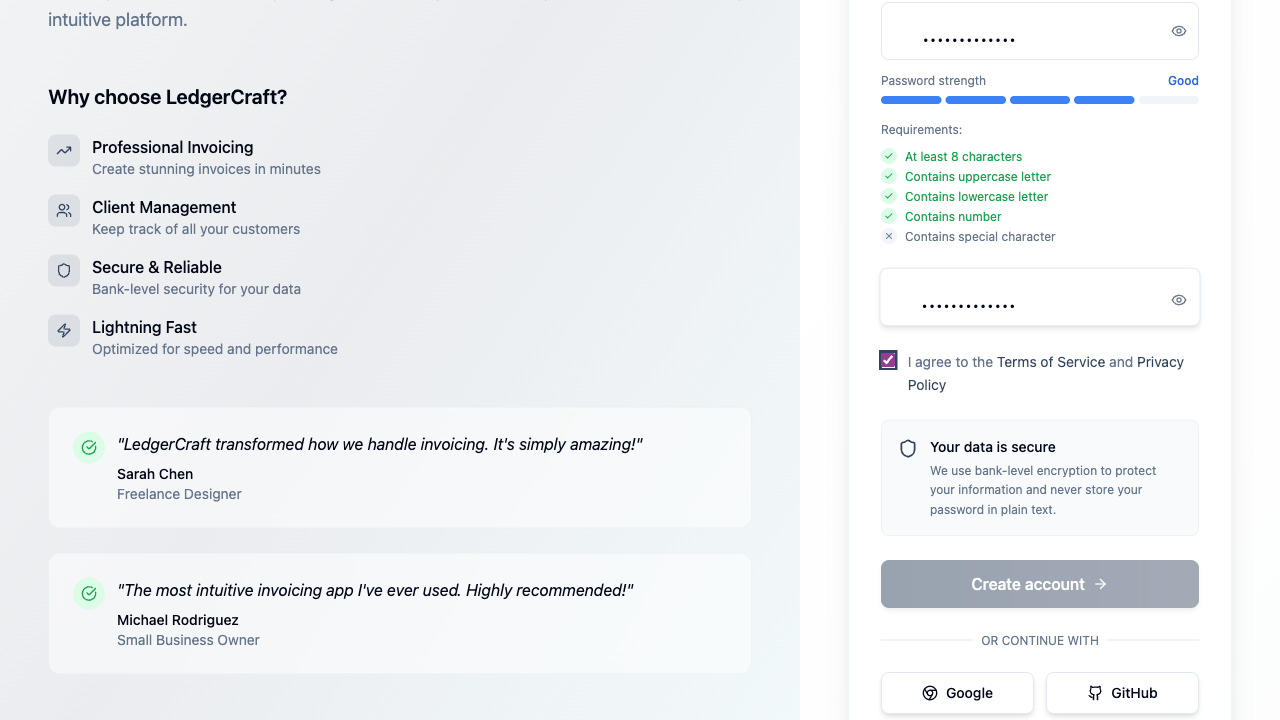 intuitive platform.
Why choose LedgerCraft?
Professional Invoicing
Create stunning invoices in minutes
Client Management
Keep track of all your customers
Secure & Reliable
Bank-level security for your data
Lightning Fast
Optimized for speed and performance
"LedgerCraft transformed how we handle invoicing. It's simply amazing!"
Sarah Chen
Freelance Designer
"The most intuitive invoicing app I've ever used. Highly recommended!"
Michael Rodriguez
Small Business Owner
•••••••••••••
Password strength
Good
Requirements:
At least 8 characters
Contains uppercase letter
Contains lowercase letter
Contains number
Contains special character
•••••••••••••
I agree to the Terms of Service and Privacy
Policy
Your data is secure
We use bank-level encryption to protect
your information and never store your
password in plain text.
Create account
OR CONTINUE WITH
Google
GitHub